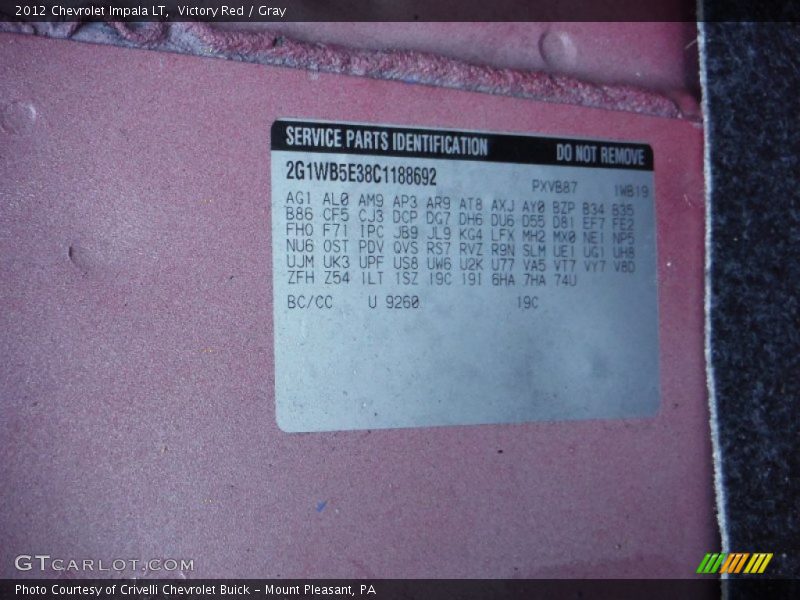 2012 Chevrolet Impala LT, Victory Red / Gray
SERVICE PARTS IDENTIFICATION DO NOT REMOVE
2G1WB5E38C1188692 PXVB87 1WB19
AG1 AL0 AM9 AP3 AR9 AT8 AXJ AY0 BZP B34 B35
B86 CF5 CJ3 DCP DG7 DH6 DU6 D55 D81 EF7 FE2
FHO F71 IPC JB9 JL9 KG4 LFX MH2 MX0 NE1 NP5
NU6 OST PDV QVS RS7 RVZ R9N SLM UE1 UG1 UH8
UJM UK3 UPF US8 UW6 U2K U77 VA5 VT7 VY7 V8D
ZFH Z54 1LT 1SZ 19C 19I 6HA 7HA 74U
BC/CC U 9260 19C
GTCARLOT.COM
Photo Courtesy of Crivelli Chevrolet Buick - Mount Pleasant, PA